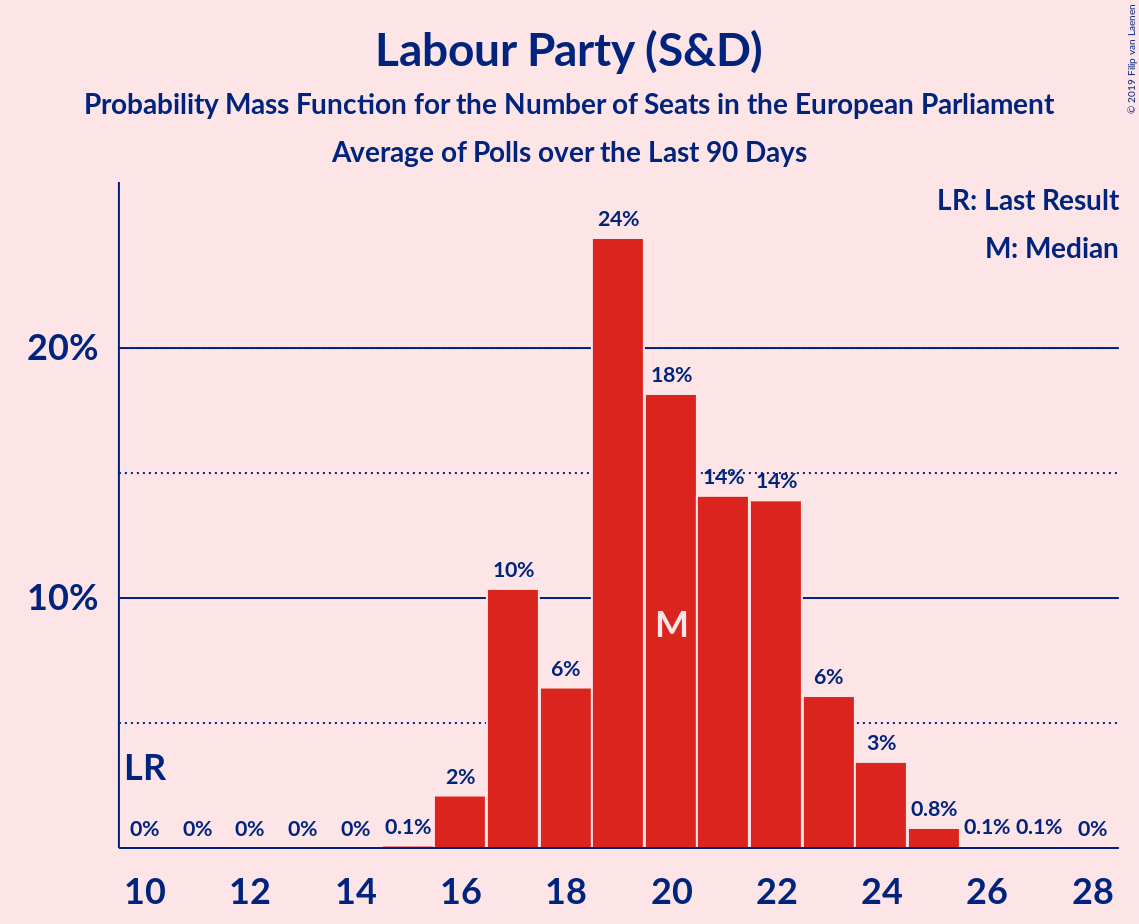 Labour Party (S&D)
Probability Mass Function for the Number of Seats in the European Parliament
Average of Polls over the Last 90 Days
© 2019 Filip van Laenen
LR: Last Result
M: Median
24%
20%
18%
14% 14%
10%
10%
M
6%
6%
LR
3%
2%
0% 0% 0% 0% 0% 0.1% 0.8% 0.1% 0.1% 0%
10 12 14 16 18 20 22 24 26 28